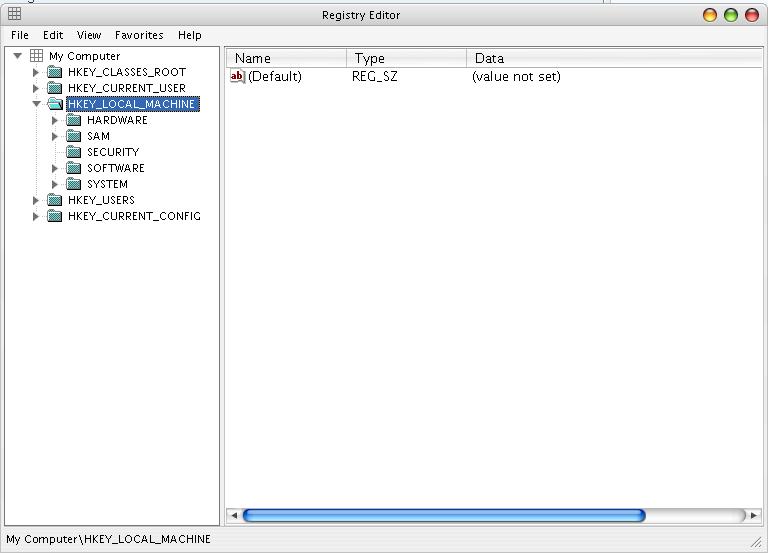 Registry Editor
File Edit View Favorites Help
My Computer
HKEY_CLASSES_ROOT
HKEY_CURRENT_USER
HKEY_LOCAL_MACHINE
HARDWARE
SAM
SECURITY
SOFTWARE
SYSTEM
HKEY_USERS
HKEY_CURRENT_CONFIG
Name Type Data
ab (Default) REG_SZ (value not set)
My Computer\HKEY_LOCAL_MACHINE